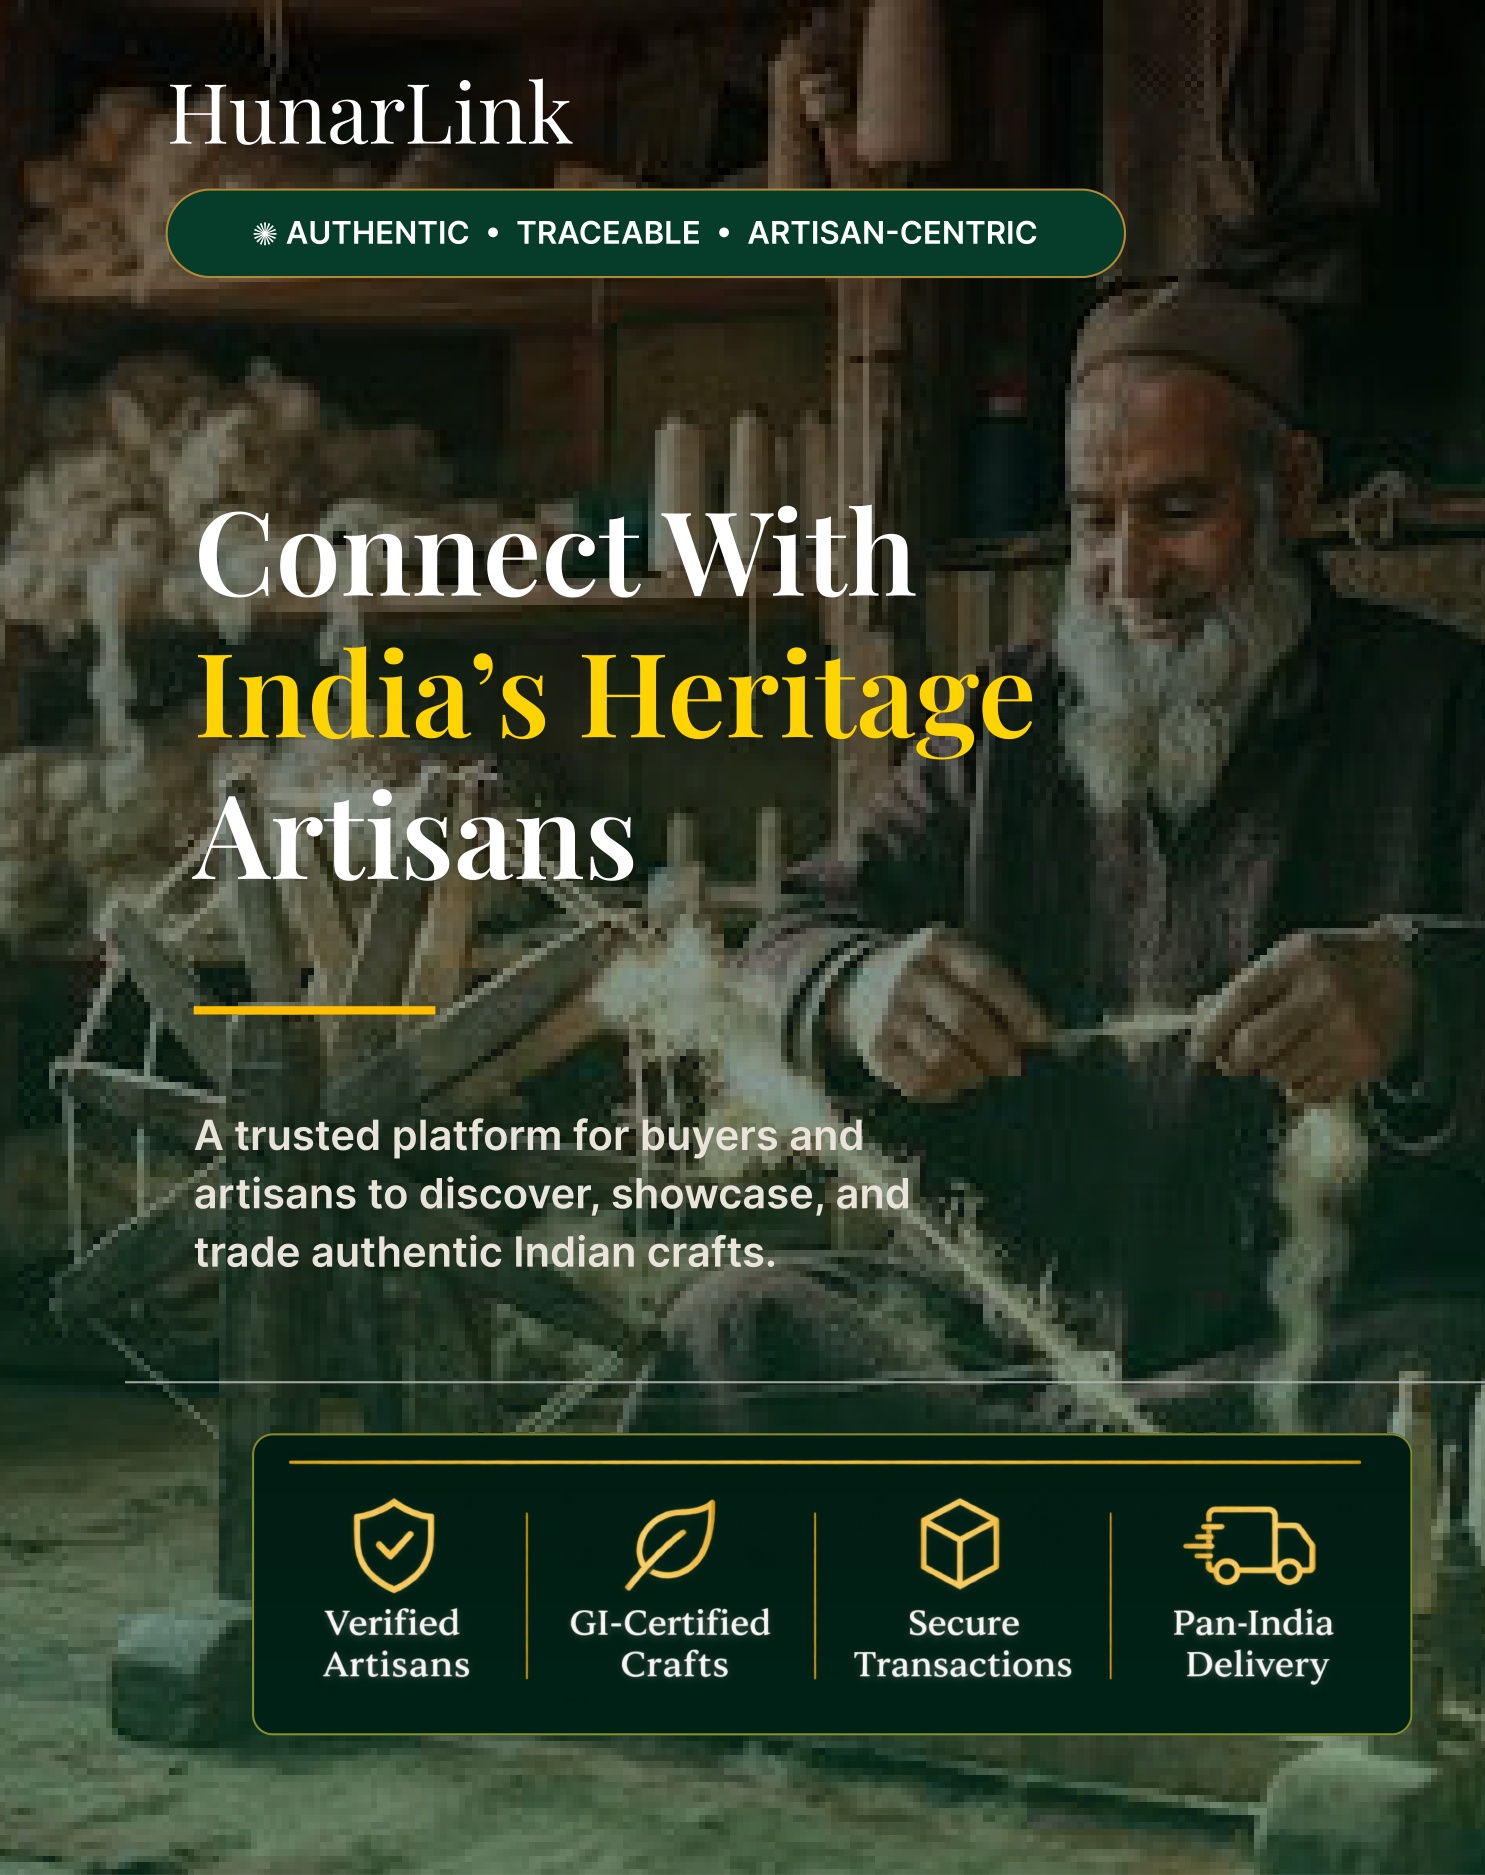 HunarLink
✺ AUTHENTIC • TRACEABLE • ARTISAN-CENTRIC
Connect With
India’s Heritage
Artisans
A trusted platform for buyers and
artisans to discover, showcase, and
trade authentic Indian crafts.
Verified
Artisans
GI-Certified
Crafts
Secure
Transactions
Pan-India
Delivery